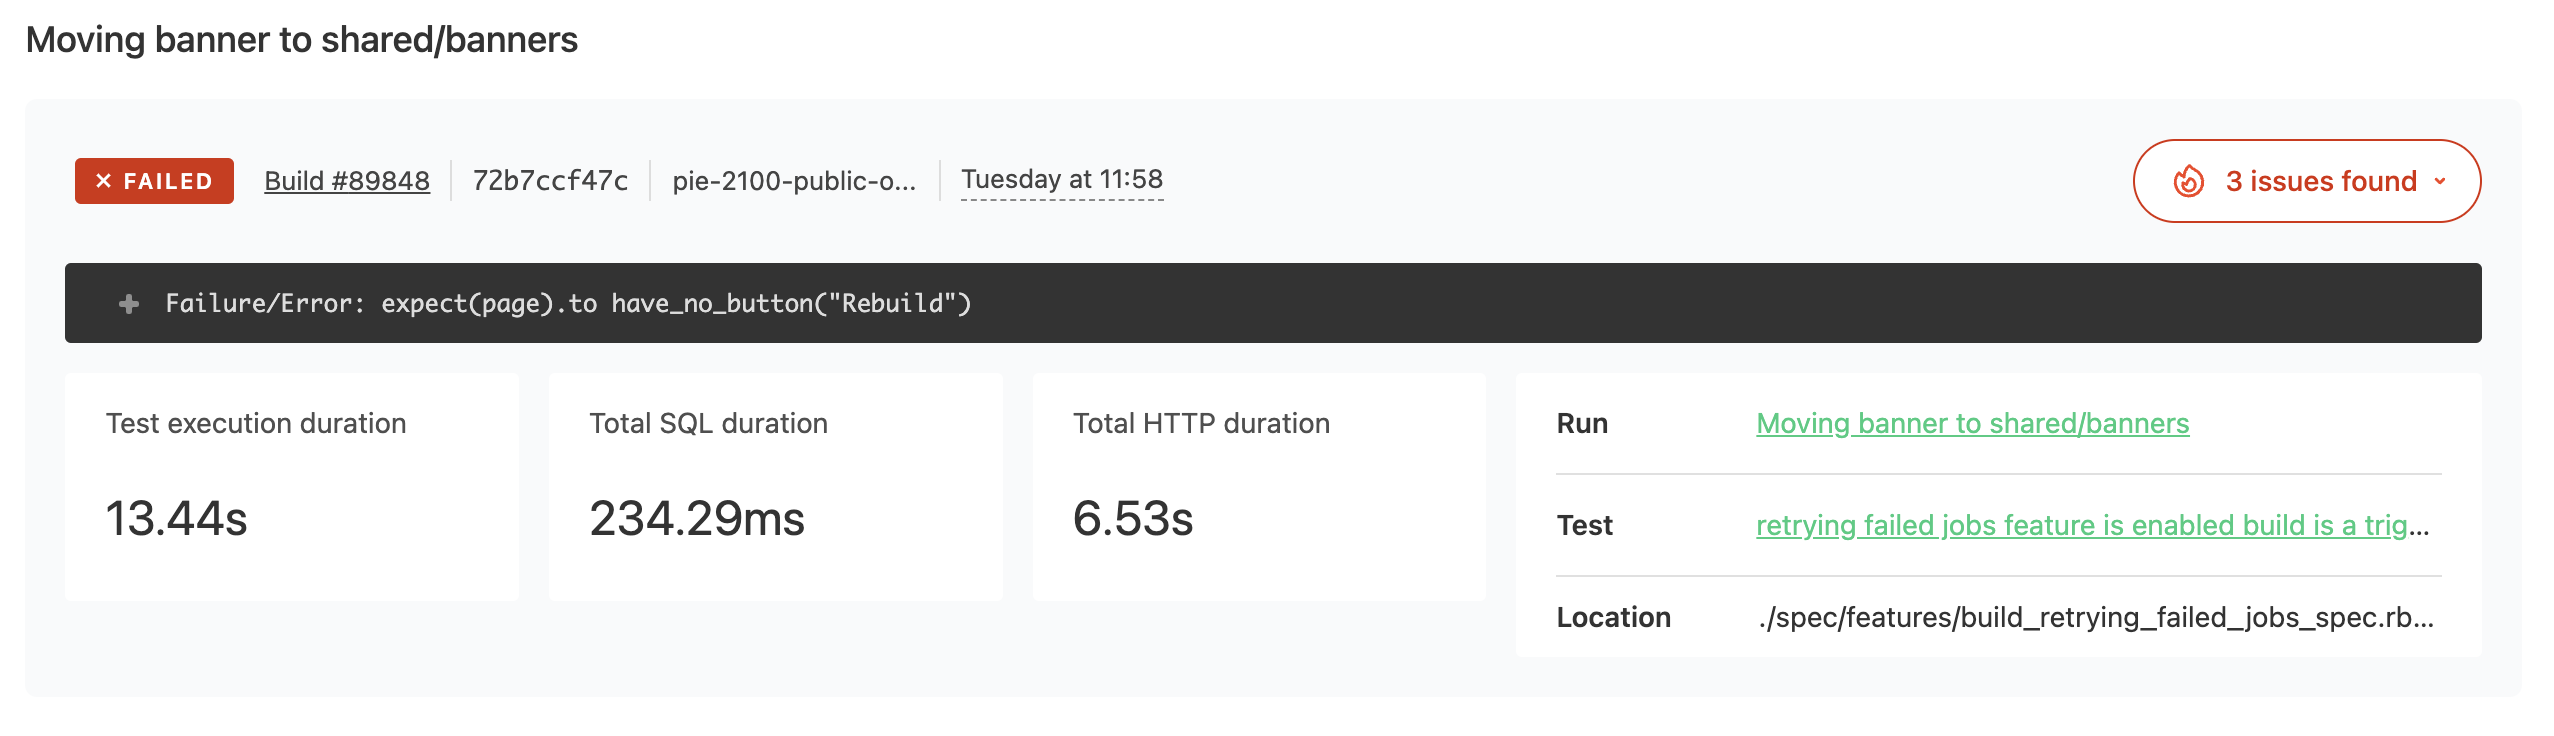 Moving banner to shared/banners
× FAILED Build #89848 72b7ccf47c pie-2100-public-o... Tuesday at 11:58 3 issues found
+ Failure/Error: expect(page).to have_no_button("Rebuild")
Test execution duration
13.44s
Total SQL duration
234.29ms
Total HTTP duration
6.53s
Run Moving banner to shared/banners
Test retrying failed jobs feature is enabled build is a trig...
Location ./spec/features/build_retrying_failed_jobs_spec.rb...